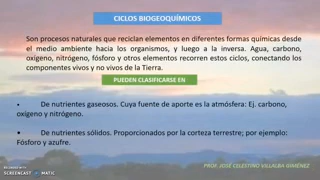 CICLOS BIOGEOQUÍMICOS
Son procesos naturales que reciclan elementos en diferentes formas químicas desde
el medio ambiente hacia los organismos, y luego a la inversa. Agua, carbono,
oxígeno, nitrógeno, fósforo y otros elementos recorren estos ciclos, conectando los
componentes vivos y no vivos de la Tierra.
PUEDEN CLASIFICARSE EN
• De nutrientes gaseosos. Cuya fuente de aporte es la atmósfera: Ej. carbono,
oxígeno y nitrógeno.
• De nutrientes sólidos. Proporcionados por la corteza terrestre; por ejemplo:
Fósforo y azufre.
PROF. JOSÉ CELESTINO VILLALBA GIMÉNEZ
RECORDED WITH
SCREENCAST MATIC